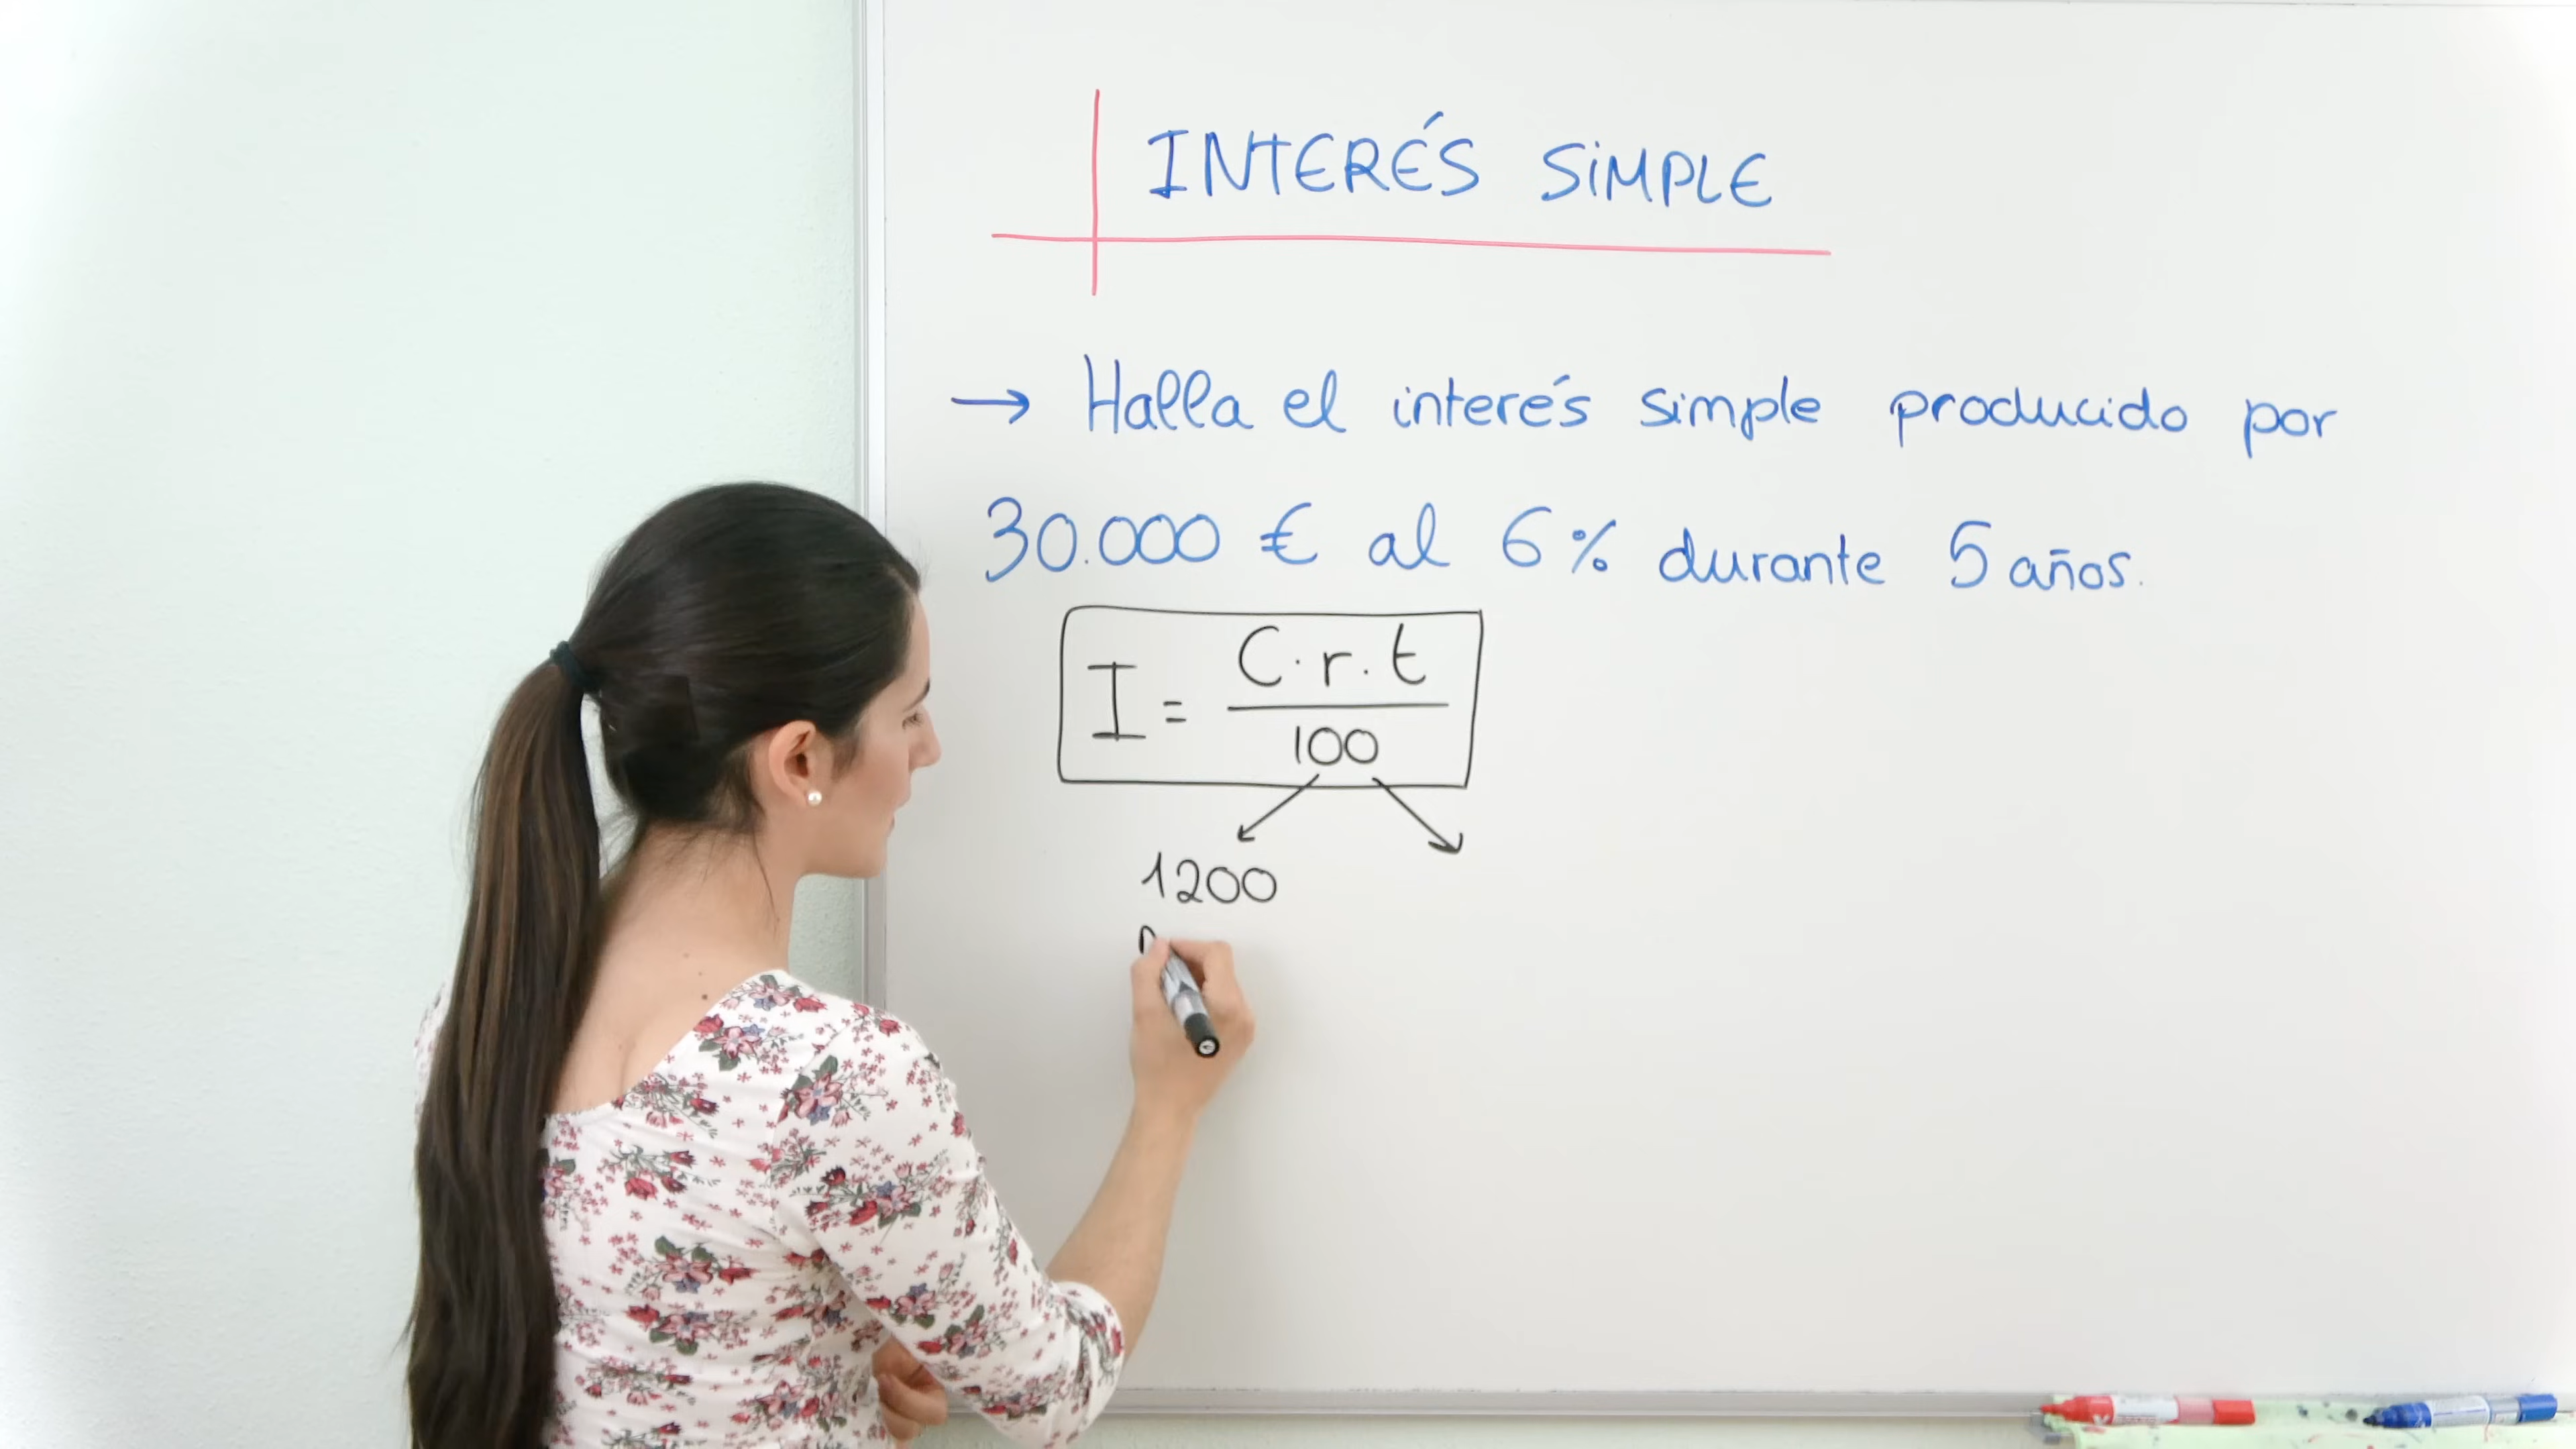 INTERÉS SIMPLE
→ Halla el interés simple producido por
30.000 € al 6% durante 5 años.
I = C·r·t / 100
1200